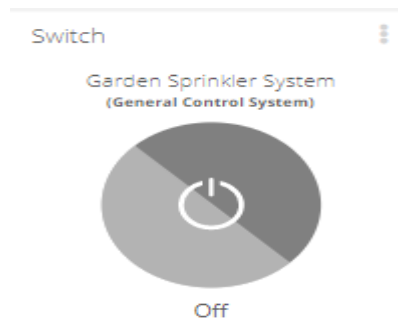 Switch
Garden Sprinkler System
(General Control System)
Off